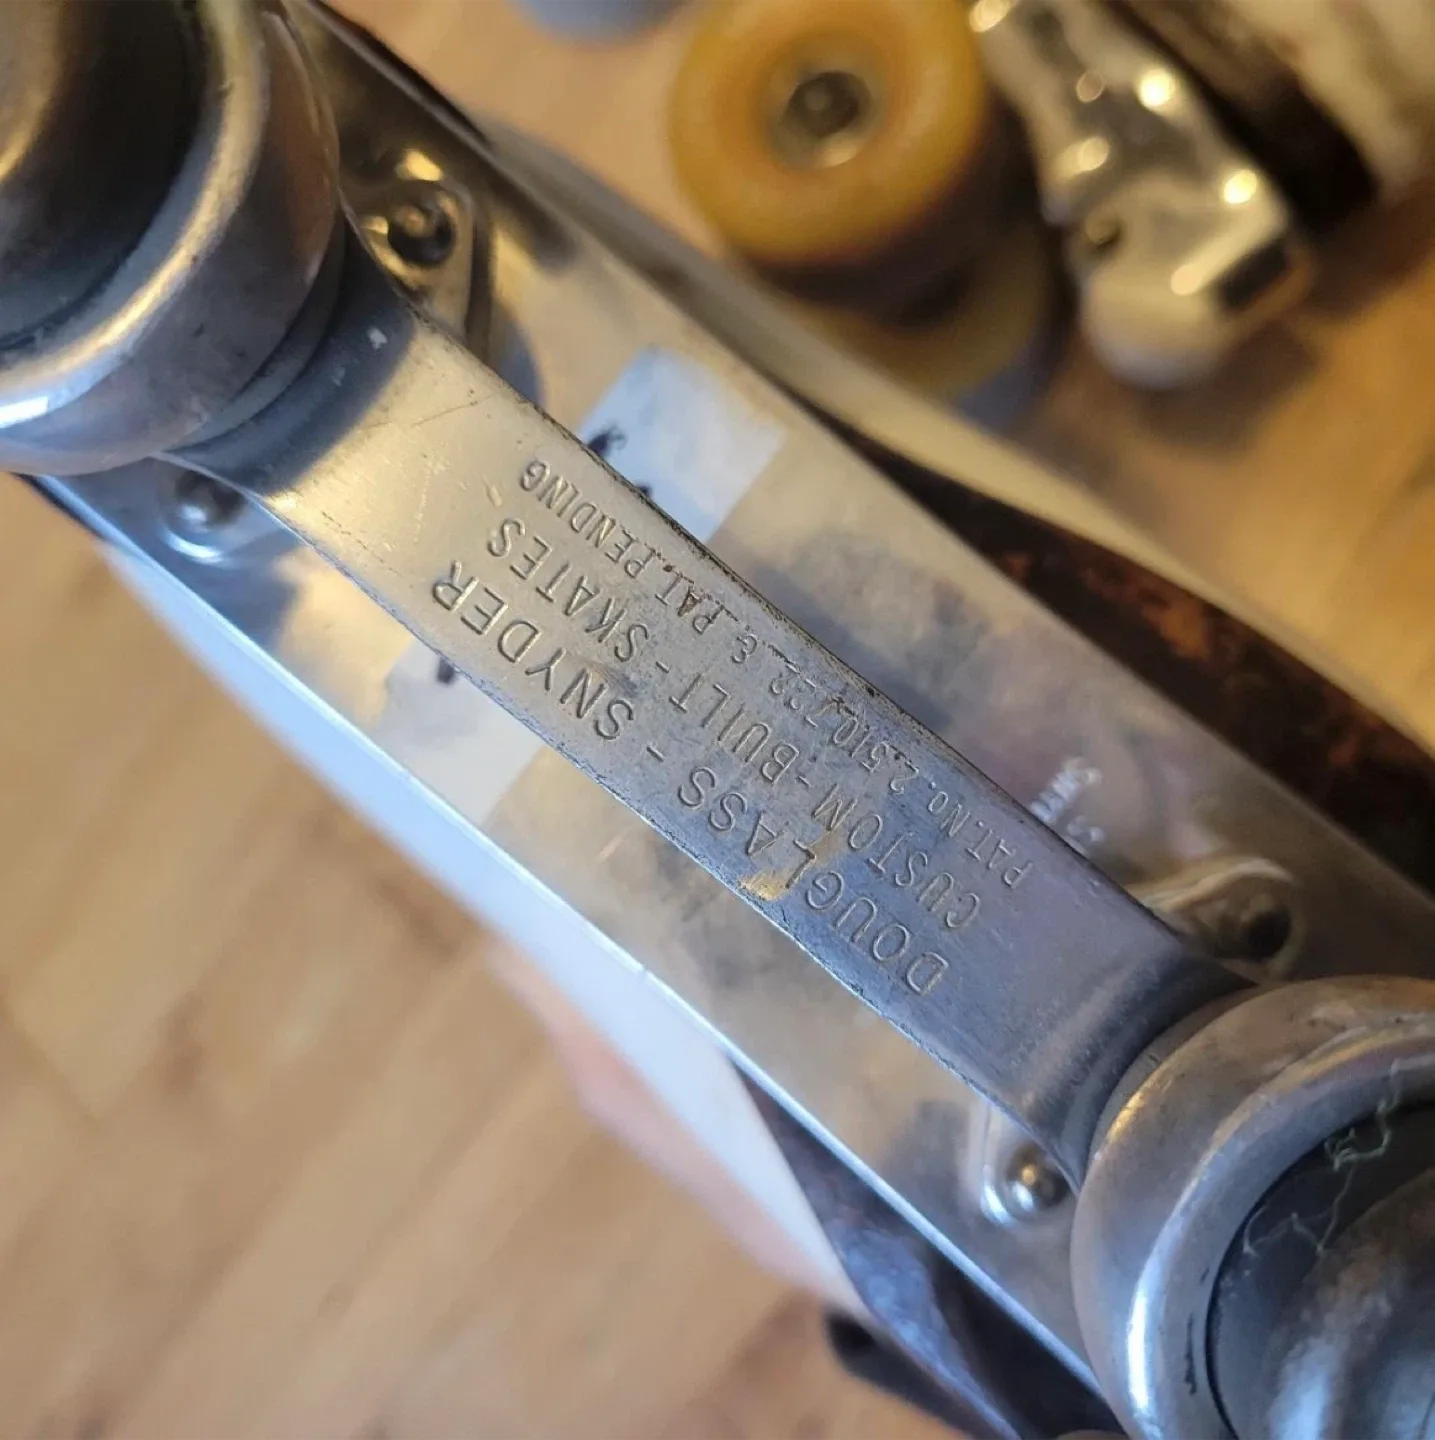 DOUGLASS - SNYDER
CUSTOM - BUILT - SKATES
PAT. No. 2,510,722 & PAT. PENDING